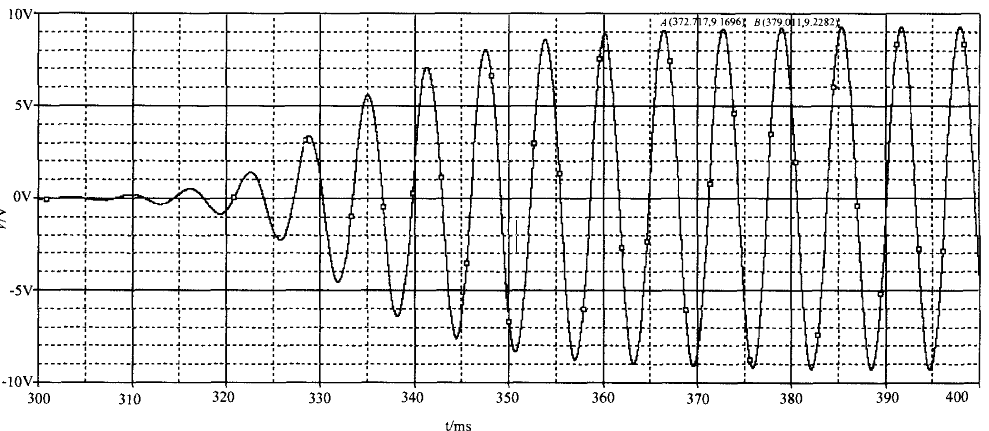 10V
A(372.717,9.1696) B(379.011,9.2282)
5V
0V
V/V
-5V
-10V
300 310 320 330 340 350 360 370 380 390 400
t/ms